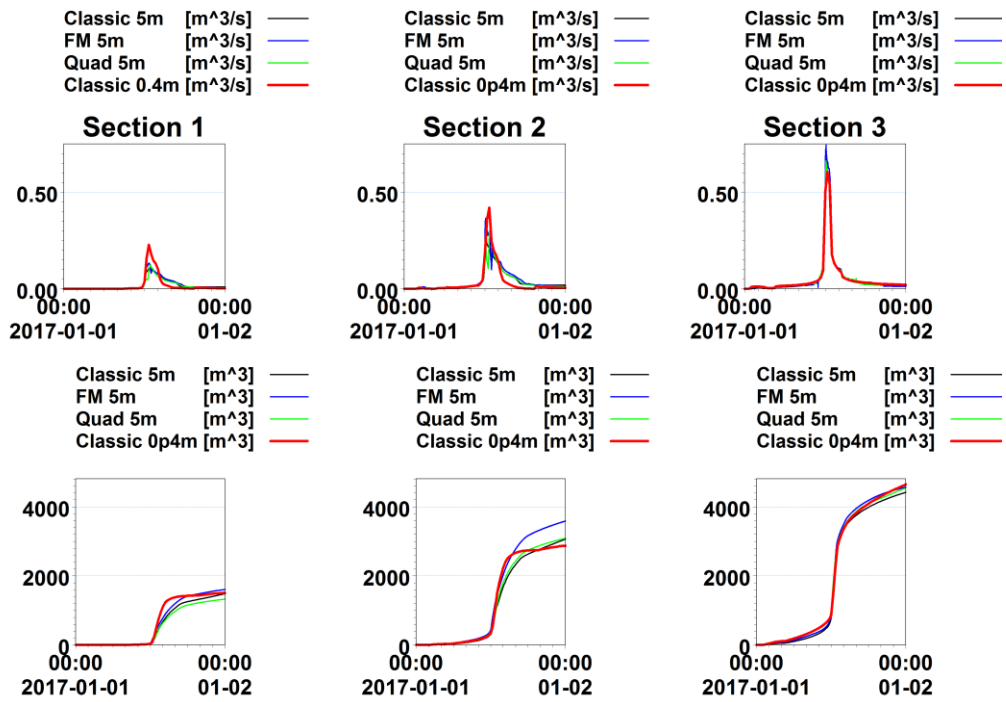 Classic 5m [m^3/s]
FM 5m [m^3/s]
Quad 5m [m^3/s]
Classic 0.4m [m^3/s]
Section 1
0.50
0.00
00:00 00:00
2017-01-01 01-02
Classic 5m [m^3/s]
FM 5m [m^3/s]
Quad 5m [m^3/s]
Classic 0p4m [m^3/s]
Section 2
0.50
0.00
00:00 00:00
2017-01-01 01-02
Classic 5m [m^3/s]
FM 5m [m^3/s]
Quad 5m [m^3/s]
Classic 0p4m [m^3/s]
Section 3
0.50
0.00
00:00 00:00
2017-01-01 01-02
Classic 5m [m^3]
FM 5m [m^3]
Quad 5m [m^3]
Classic 0p4m [m^3]
4000
2000
0
00:00 00:00
2017-01-01 01-02
Classic 5m [m^3]
FM 5m [m^3]
Quad 5m [m^3]
Classic 0p4m [m^3]
4000
2000
0
00:00 00:00
2017-01-01 01-02
Classic 5m [m^3]
FM 5m [m^3]
Quad 5m [m^3]
Classic 0p4m [m^3]
4000
2000
0
00:00 00:00
2017-01-01 01-02